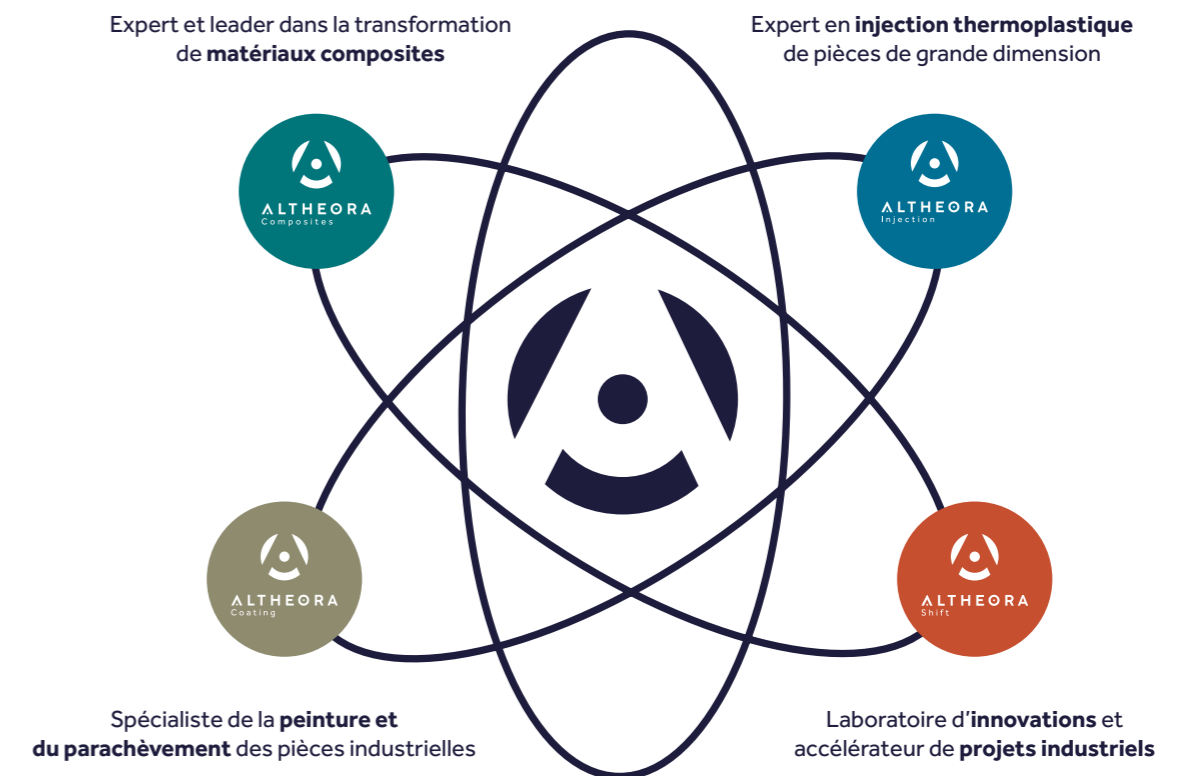 Expert et leader dans la transformation
de matériaux composites
Expert en injection thermoplastique
de pièces de grande dimension
ALTHEORA
Composites
ALTHEORA
Injection
ALTHEORA
Coating
ALTHEORA
Shift
Spécialiste de la peinture et
du parachèvement des pièces industrielles
Laboratoire d'innovations et
accélérateur de projets industriels